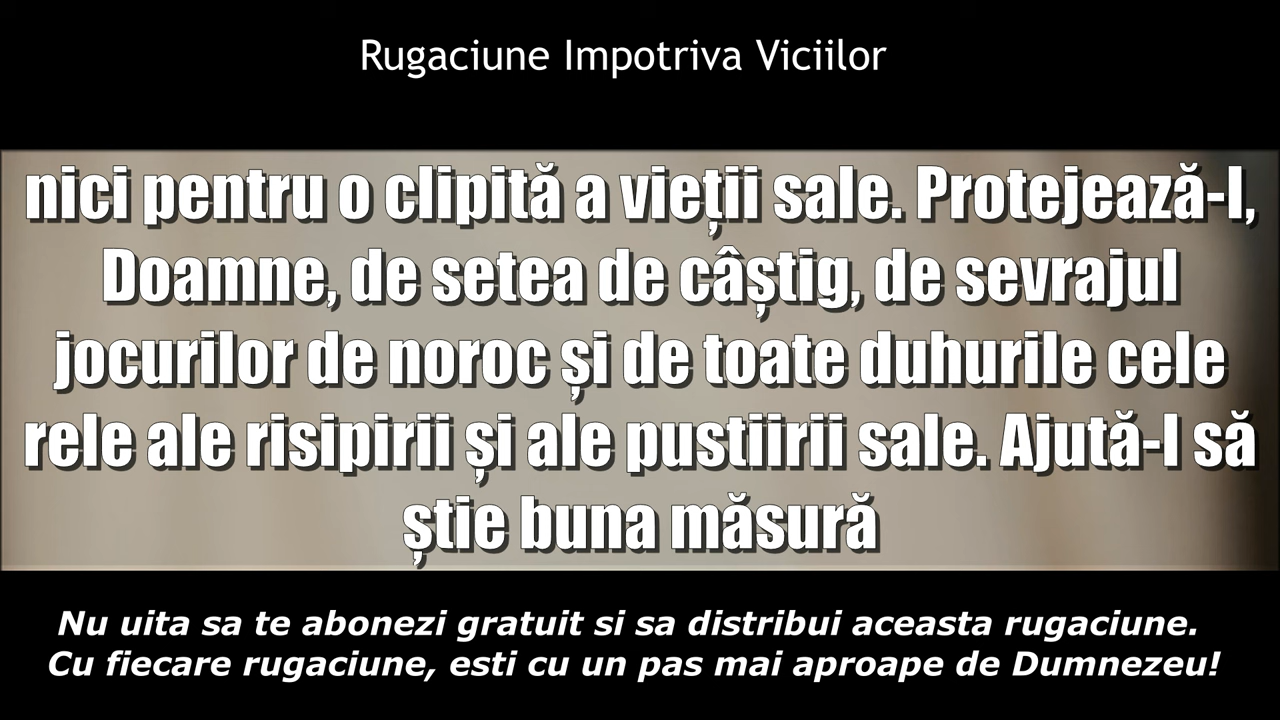 Rugaciune Impotriva Viciilor
nici pentru o clipită a vieții sale. Protejează-l,
Doamne, de setea de câștig, de sevrajul
jocurilor de noroc și de toate duhurile cele
rele ale risipirii și ale pustiirii sale. Ajută-l să
știe buna măsură
Nu uita sa te abonezi gratuit si sa distribui aceasta rugaciune.
Cu fiecare rugaciune, esti cu un pas mai aproape de Dumnezeu!